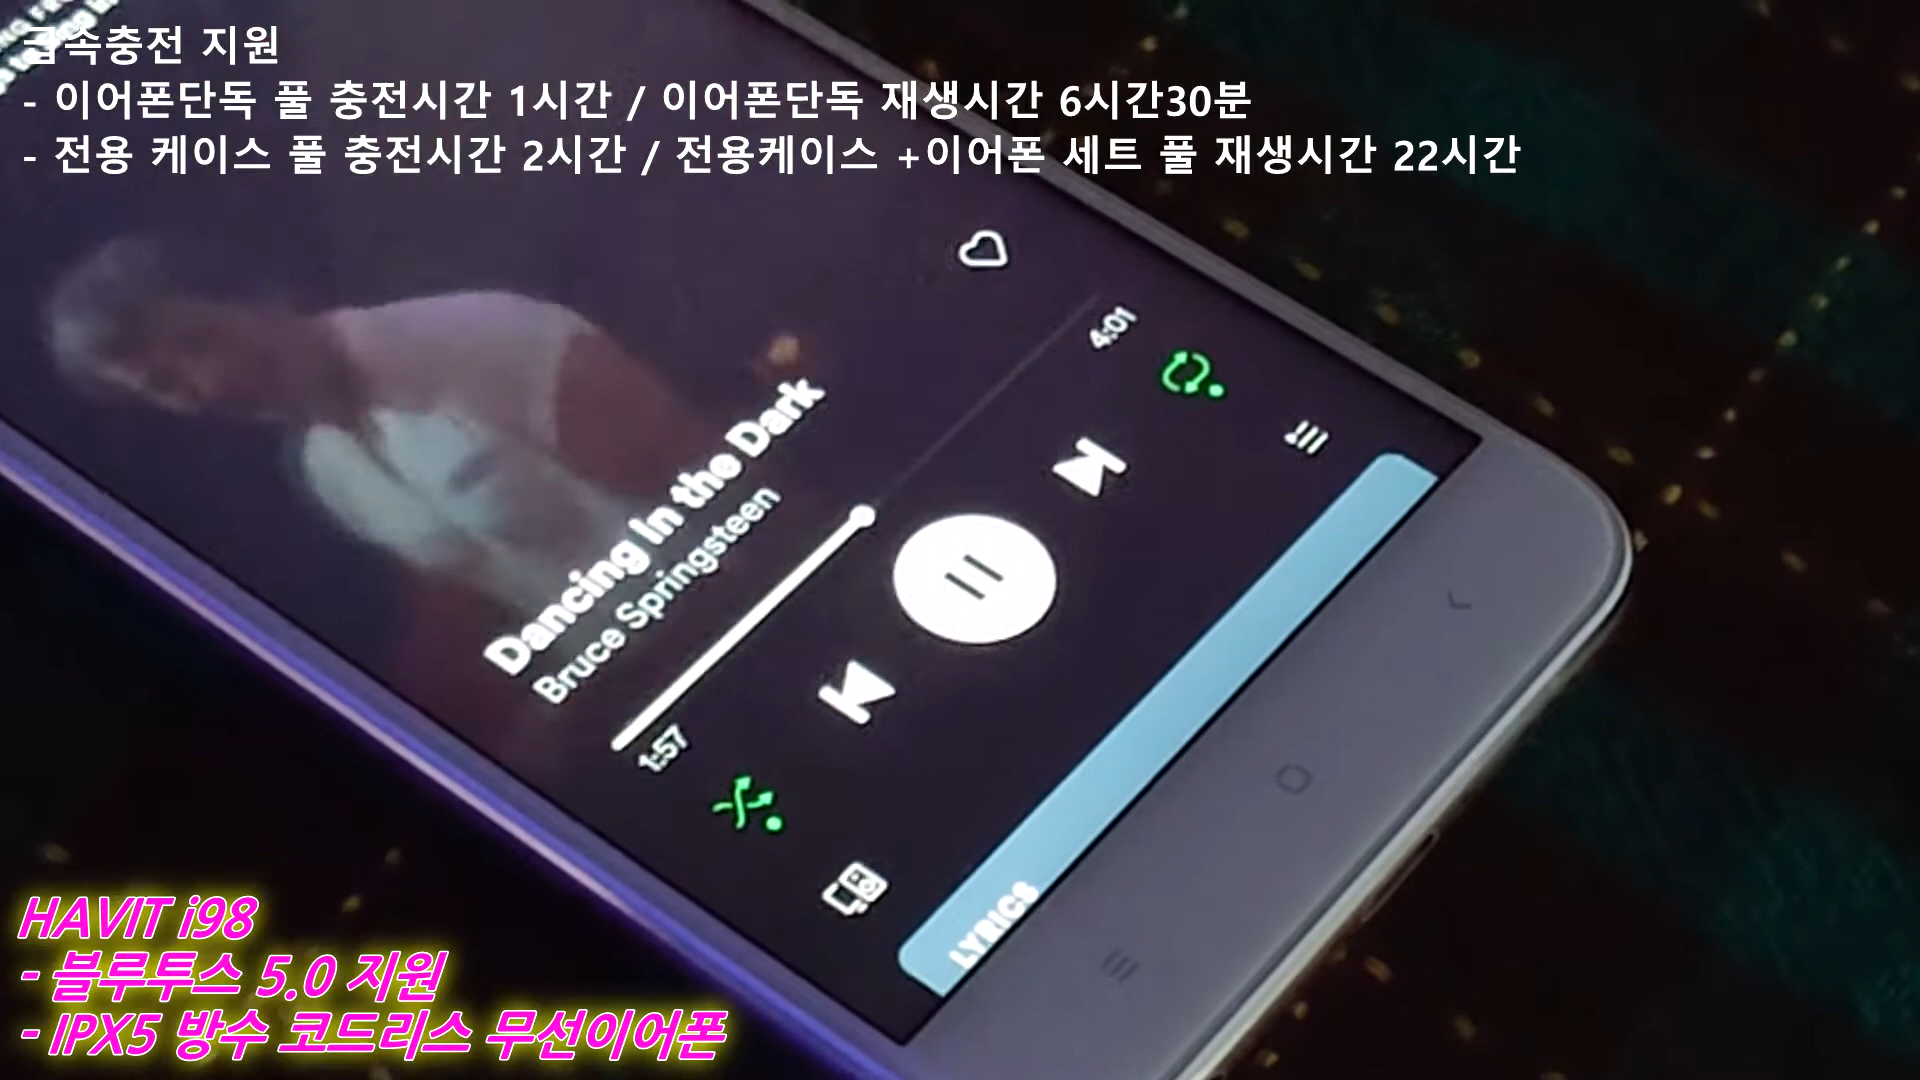 급속충전 지원
- 이어폰단독 풀 충전시간 1시간 / 이어폰단독 재생시간 6시간30분
- 전용 케이스 풀 충전시간 2시간 / 전용케이스 +이어폰 세트 풀 재생시간 22시간
4:01
Dancing In the Dark
Bruce Springsteen
1:57
LYRICS
HAVIT i98
- 블루투스 5.0 지원
- IPX5 방수 코드리스 무선이어폰